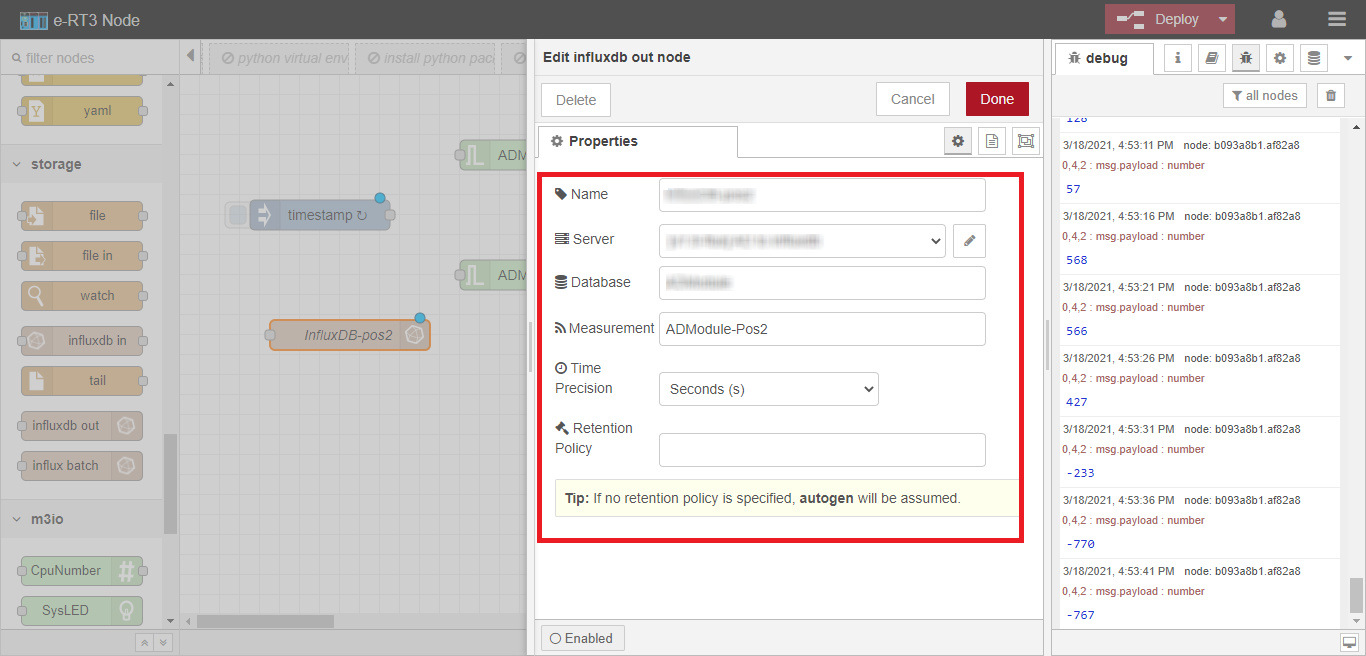 e-RT3 Node
Deploy
filter nodes
yaml
storage
file
file in
watch
influxdb in
tail
influxdb out
influx batch
m3io
CpuNumber
SysLED
python virtual env
install python pac
timestamp ↻
ADM
ADM
InfluxDB-pos2
Edit influxdb out node
Delete
Cancel
Done
Properties
Name
Server
Database
Measurement
ADModule-Pos2
Time
Precision
Seconds (s)
Retention
Policy
Tip: If no retention policy is specified, autogen will be assumed.
Enabled
debug
all nodes
128
3/18/2021, 4:53:11 PM node: b093a8b1.af82a8
0,4,2 : msg.payload : number
57
3/18/2021, 4:53:16 PM node: b093a8b1.af82a8
0,4,2 : msg.payload : number
568
3/18/2021, 4:53:21 PM node: b093a8b1.af82a8
0,4,2 : msg.payload : number
566
3/18/2021, 4:53:26 PM node: b093a8b1.af82a8
0,4,2 : msg.payload : number
427
3/18/2021, 4:53:31 PM node: b093a8b1.af82a8
0,4,2 : msg.payload : number
-233
3/18/2021, 4:53:36 PM node: b093a8b1.af82a8
0,4,2 : msg.payload : number
-770
3/18/2021, 4:53:41 PM node: b093a8b1.af82a8
0,4,2 : msg.payload : number
-767